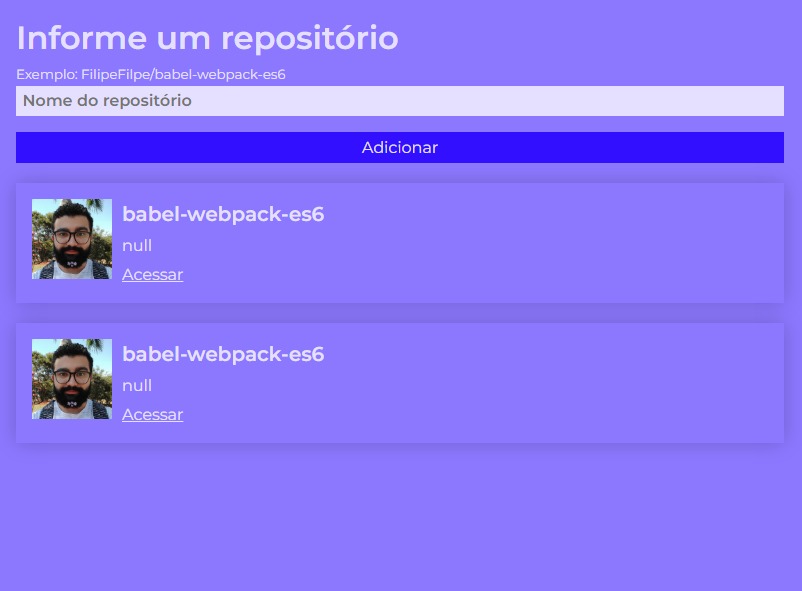 Informe um repositório
Exemplo: FilipeFilpe/babel-webpack-es6
Nome do repositório
Adicionar
babel-webpack-es6
null
Acessar
babel-webpack-es6
null
Acessar